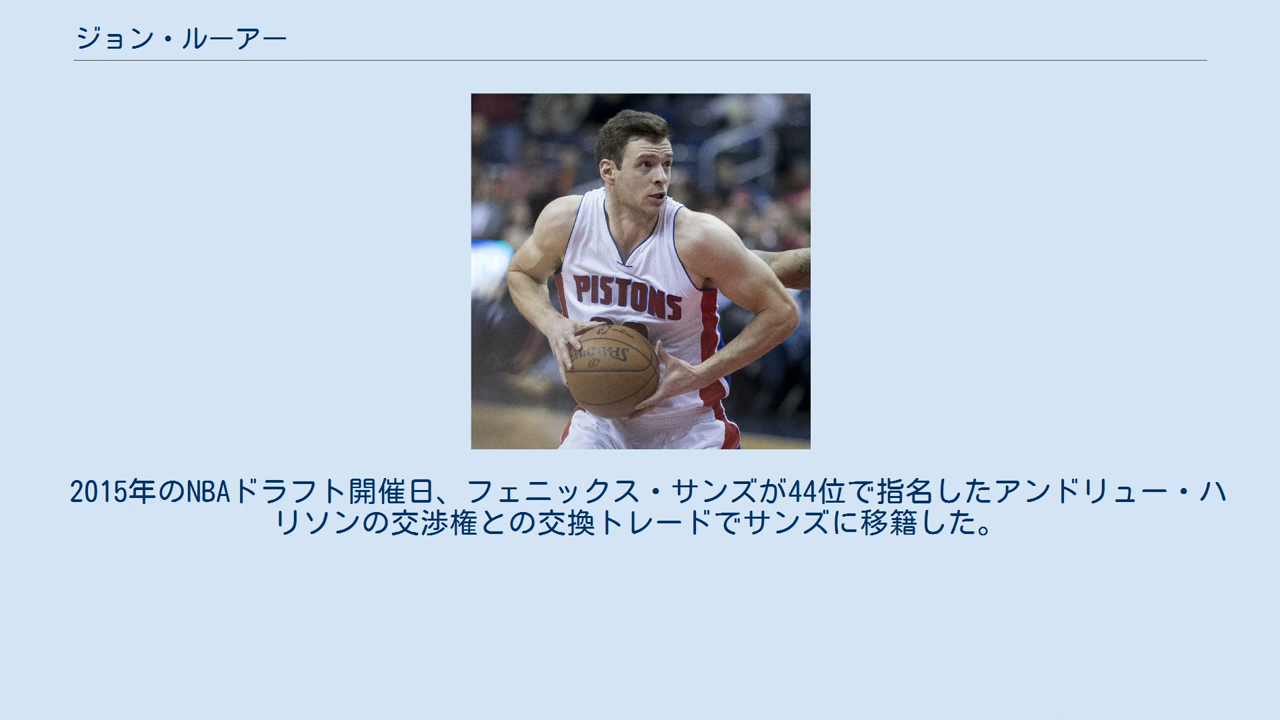 ジョン・ルーアー
PISTONS
SPALDING
2015年のNBAドラフト開催日、フェニックス・サンズが44位で指名したアンドリュー・ハ
リソンの交渉権との交換トレードでサンズに移籍した。